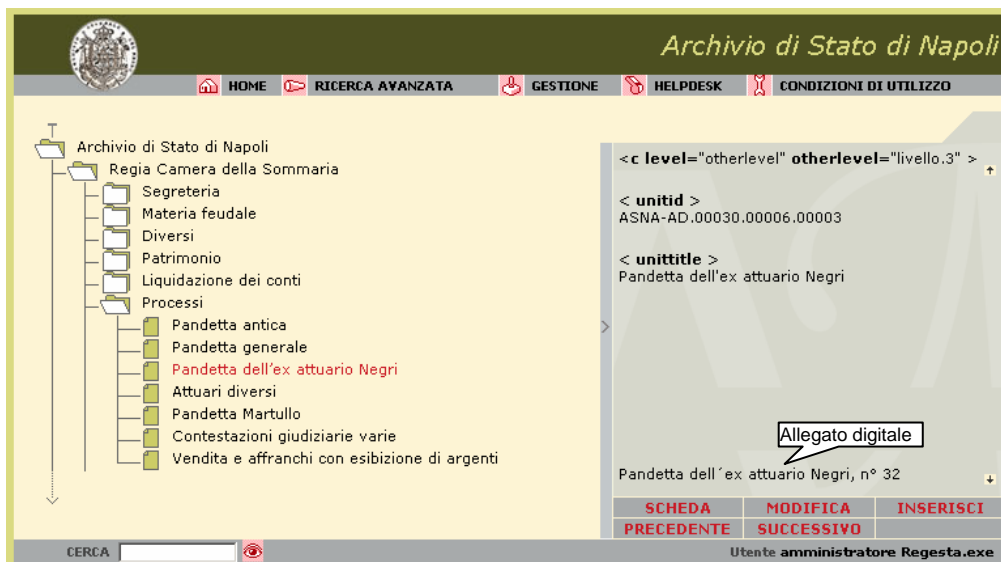 Archivio di Stato di Napoli
HOME RICERCA AVANZATA GESTIONE HELPDESK CONDIZIONI DI UTILIZZO
Archivio di Stato di Napoli
Regia Camera della Sommaria
Segreteria
Materia feudale
Diversi
Patrimonio
Liquidazione dei conti
Processi
Pandetta antica
Pandetta generale
Pandetta dell'ex attuario Negri
Attuari diversi
Pandetta Martullo
Contestazioni giudiziarie varie
Vendita e affranchi con esibizione di argenti
<c level="otherlevel" otherlevel="livello.3" >
< unitid >
ASNA-AD.00030.00006.00003
< unittitle >
Pandetta dell'ex attuario Negri
Allegato digitale
Pandetta dell´ex attuario Negri, n° 32
SCHEDA MODIFICA INSERISCI
PRECEDENTE SUCCESSIVO
CERCA
Utente amministratore Regesta.exe